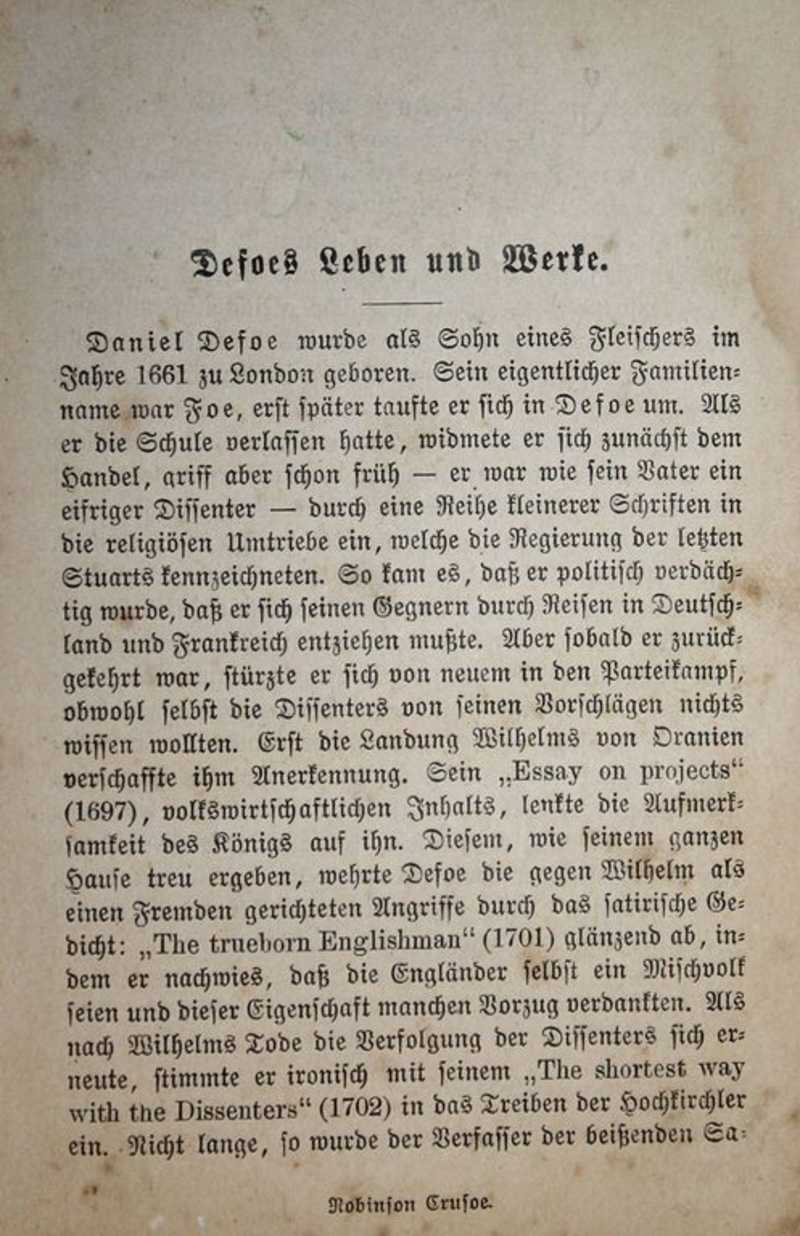 Defoes Leben und Werke.
Daniel Defoe wurde als Sohn eines Fleischers im
Jahre 1661 zu London geboren. Sein eigentlicher Familien-
name war Foe, erst später taufte er sich in Defoe um. Als
er die Schule verlassen hatte, widmete er sich zunächst dem
Handel, griff aber schon früh — er war wie sein Vater ein
eifriger Dissenter — durch eine Reihe kleinerer Schriften in
die religiösen Umtriebe ein, welche die Regierung der letzten
Stuarts kennzeichneten. So kam es, daß er politisch verdäch-
tig wurde, daß er sich seinen Gegnern durch Reisen in Deutsch-
land und Frankreich entziehen mußte. Aber sobald er zurück-
gekehrt war, stürzte er sich von neuem in den Parteikampf,
obwohl selbst die Dissenters von seinen Vorschlägen nichts
wissen wollten. Erst die Landung Wilhelms von Oranien
verschaffte ihm Anerkennung. Sein „Essay on projects“
(1697), volkswirtschaftlichen Inhalts, lenkte die Aufmerk-
samkeit des Königs auf ihn. Diesem, wie seinem ganzen
Hause treu ergeben, wehrte Defoe die gegen Wilhelm als
einen Fremden gerichteten Angriffe durch das satirische Ge-
dicht: „The trueborn Englishman“ (1701) glänzend ab, in-
dem er nachwies, daß die Engländer selbst ein Mischvolk
seien und dieser Eigenschaft manchen Vorzug verdankten. Als
nach Wilhelms Tode die Verfolgung der Dissenters sich er-
neute, stimmte er ironisch mit seinem „The shortest way
with the Dissenters“ (1702) in das Treiben der Hochkirchler
ein. Nicht lange, so wurde der Verfasser der beißenden Sa-
Robinson Crusoe.